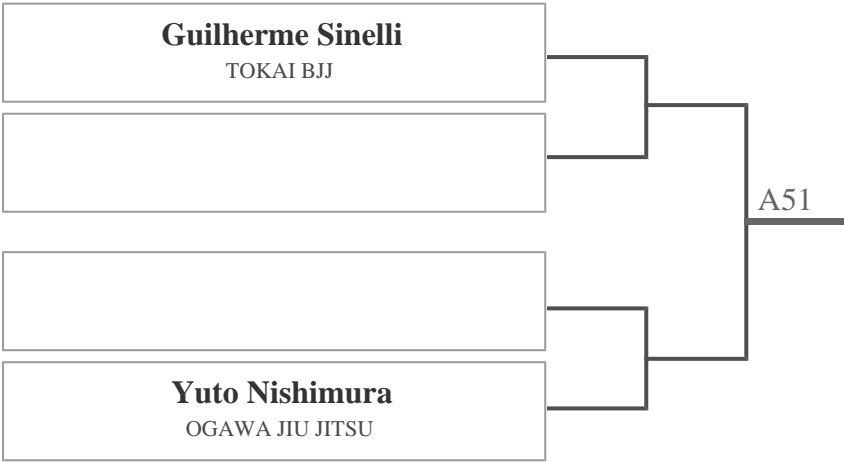 Guilherme Sinelli
TOKAI BJJ
A51
Yuto Nishimura
OGAWA JIU JITSU